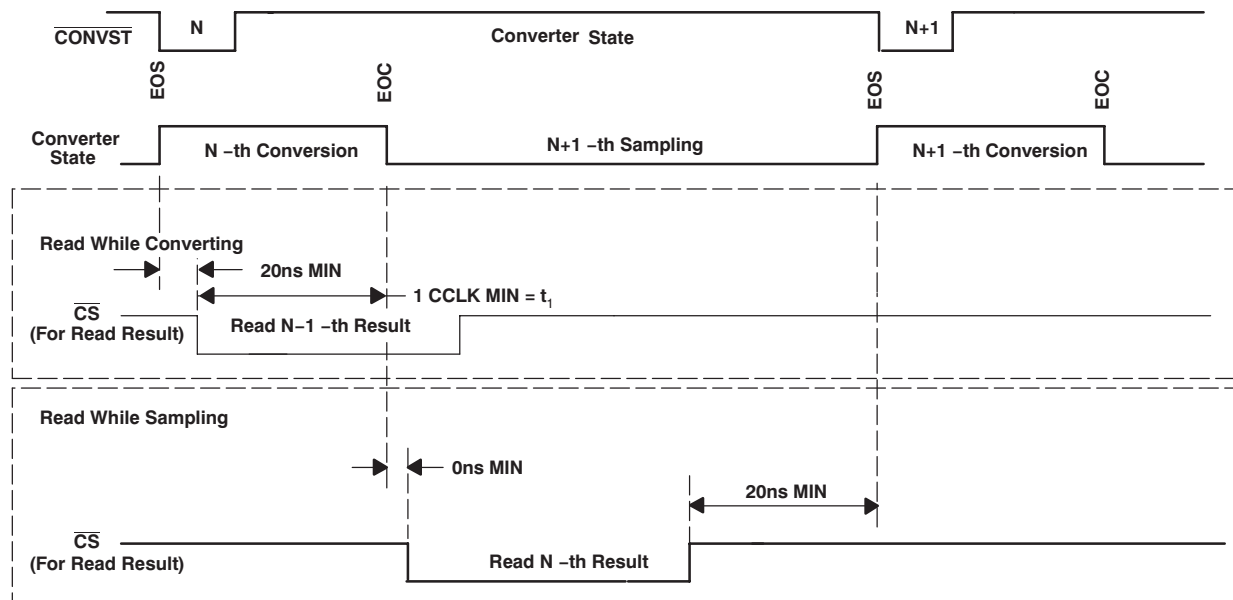 CONVST
N
Converter State
N+1
EOS
EOC
EOS
EOC
Converter
State
N −th Conversion
N+1 −th Sampling
N+1 −th Conversion
Read While Converting
20ns MIN
1 CCLK MIN = t1
CS
(For Read Result)
Read N−1 −th Result
Read While Sampling
0ns MIN
20ns MIN
CS
(For Read Result)
Read N −th Result